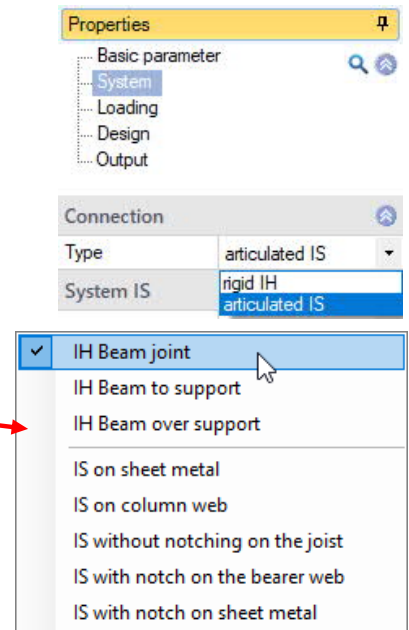 Properties
Basic parameter
System
Loading
Design
Output
Connection
Type articulated IS
System IS
rigid IH
articulated IS
IH Beam joint
IH Beam to support
IH Beam over support
IS on sheet metal
IS on column web
IS without notching on the joist
IS with notch on the bearer web
IS with notch on sheet metal